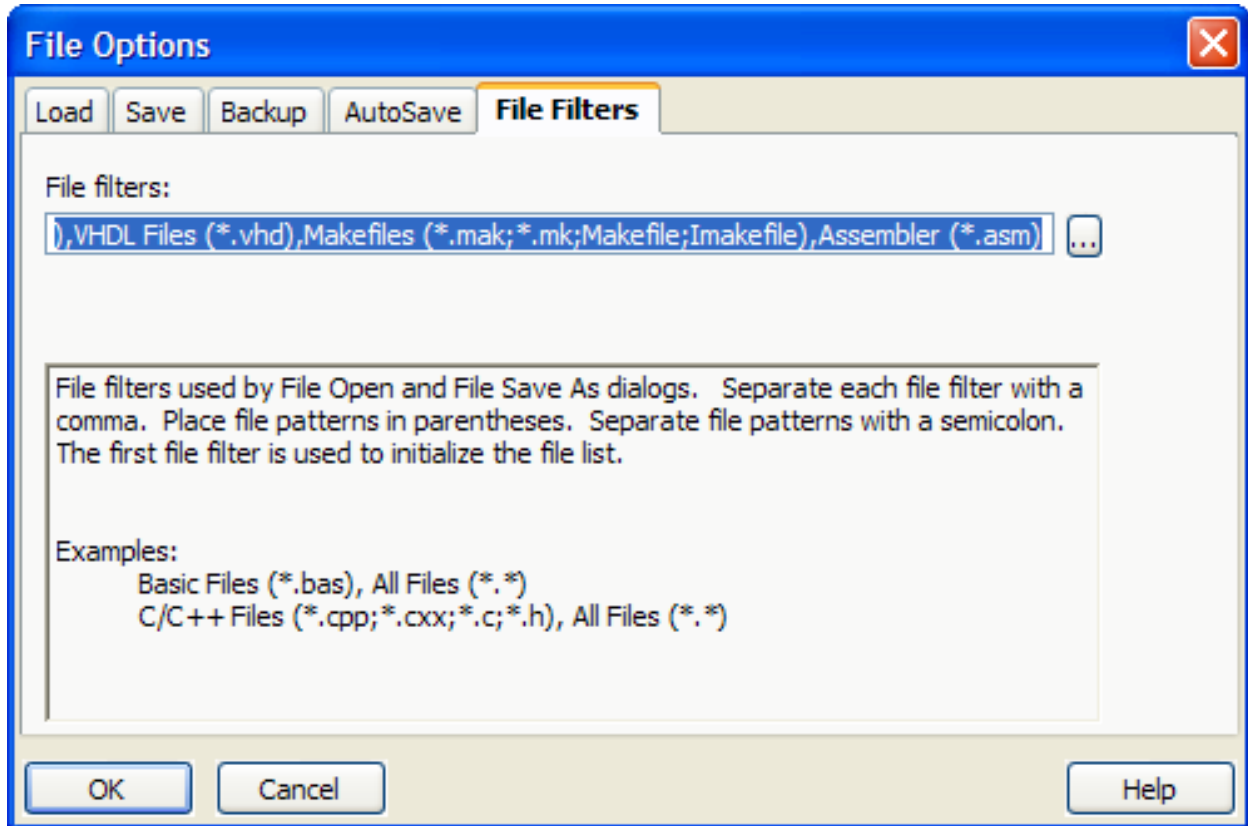 File Options
Load Save Backup AutoSave File Filters
File filters:
),VHDL Files (*.vhd),Makefiles (*.mak;*.mk;Makefile;Imakefile),Assembler (*.asm) ...
File filters used by File Open and File Save As dialogs. Separate each file filter with a
comma. Place file patterns in parentheses. Separate file patterns with a semicolon.
The first file filter is used to initialize the file list.
Examples:
Basic Files (*.bas), All Files (*.*)
C/C++ Files (*.cpp;*.cxx;*.c;*.h), All Files (*.*)
OK Cancel Help